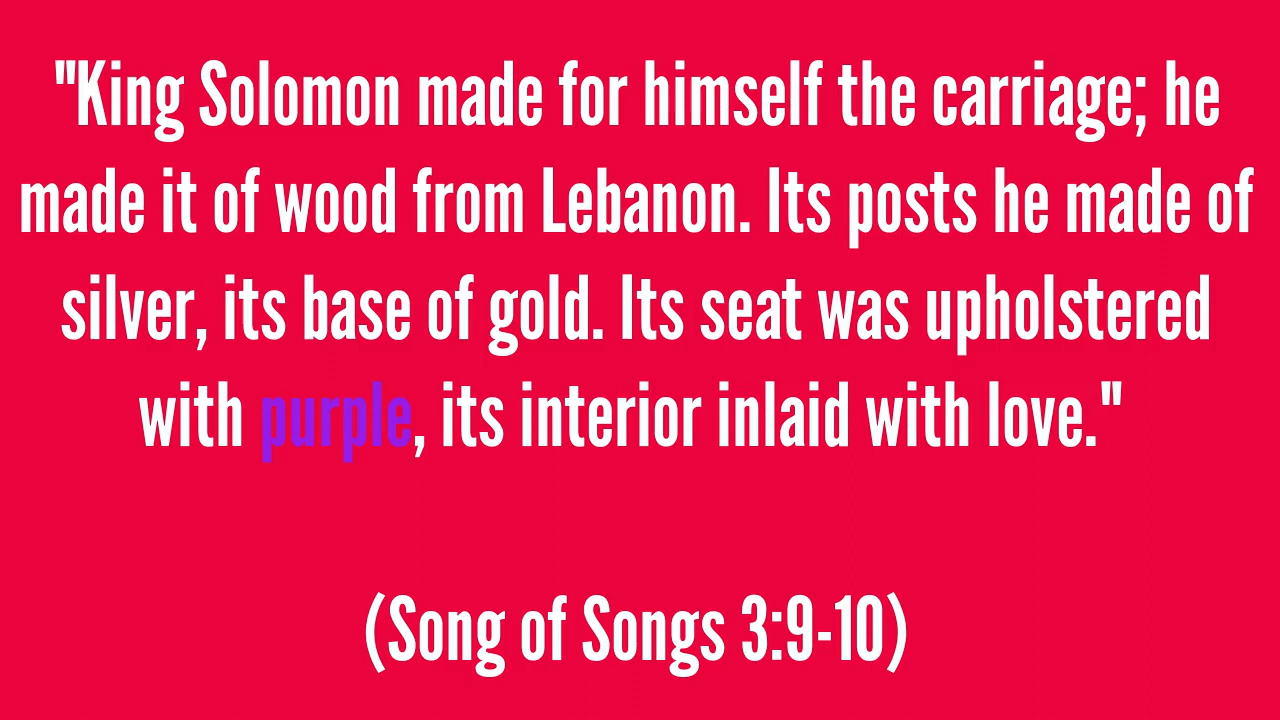 "King Solomon made for himself the carriage; he
made it of wood from Lebanon. Its posts he made of
silver, its base of gold. Its seat was upholstered
with purple, its interior inlaid with love."
(Song of Songs 3:9-10)